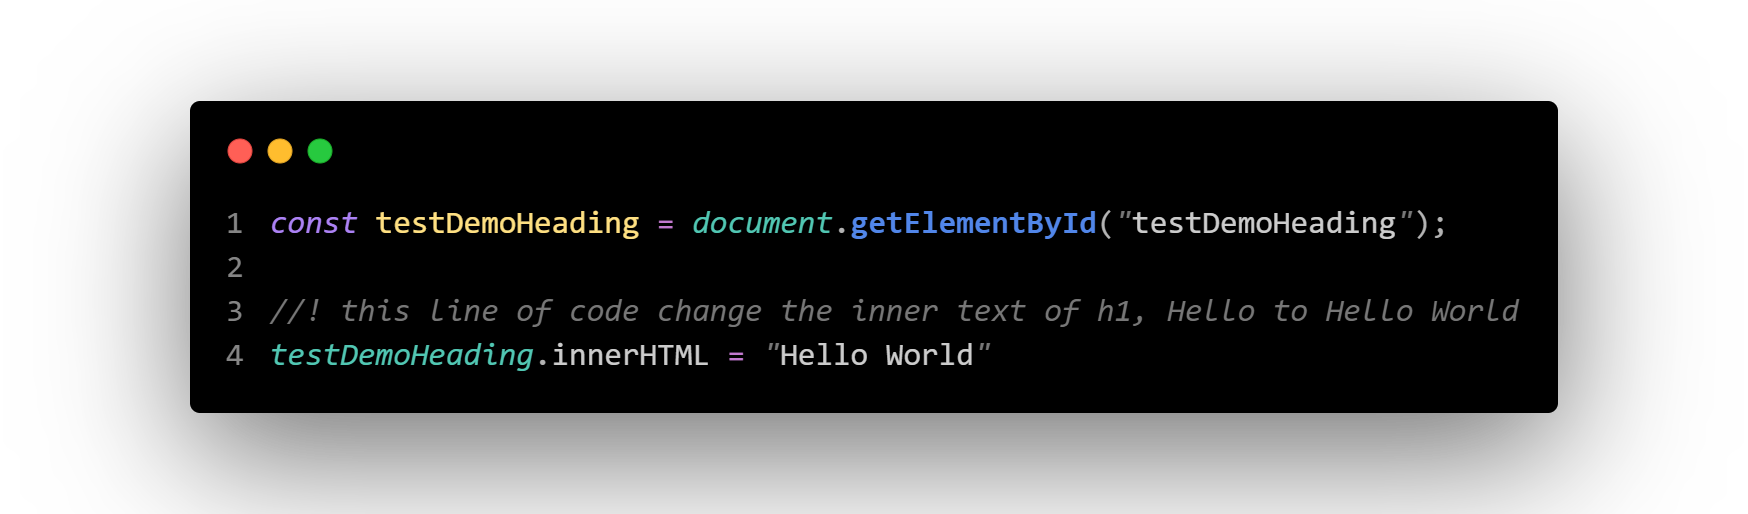 1 const testDemoHeading = document.getElementById("testDemoHeading");
2
3 //! this line of code change the inner text of h1, Hello to Hello World
4 testDemoHeading.innerHTML = "Hello World"